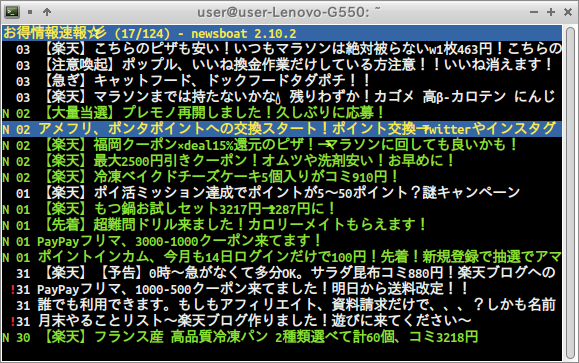 user@user-Lenovo-G550: ~
お得情報速報☆彡 (17/124) - newsboat 2.10.2
03 【楽天】こちらのピザも安い！いつもマラソンは絶対被らないw1枚463円！こちらの
03 【注意喚起】ポップル、いいね換金作業だけしている方注意！！いいね消えます！
03 【急ぎ】キャットフード、ドックフードタダポチ！！
03 【楽天】マラソンまでは持たないかな💧 残りわずか！カゴメ 高β-カロテン にんじ
N 02 【大量当選】プレモノ再開しました！久しぶりに応募！
N 02 アメフリ、ポンタポイントへの交換スタート！ポイント交換→Twitterやインスタグ
N 02 【楽天】福岡クーポン×deal15%還元のピザ！→マラソンに回しても良いかも！
N 02 【楽天】最大2500円引きクーポン！オムツや洗剤安い！お早めに！
N 02 【楽天】冷凍ベイクドチーズケーキ5個入りがコミ910円！
01 【楽天】ポイ活ミッション達成でポイントが5～50ポイント？謎キャンペーン
N 01 【楽天】もつ鍋お試しセット3217円→1287円に！
N 01 【先着】超難問ドリル来ました！カロリーメイトもらえます！
N 01 PayPayフリマ、3000-1000クーポン来てます！
N 01 ポイントインカム、今月も14日ログインだけで100円！先着！新規登録で抽選でアマ
31 【楽天】【予告】0時～急がなくて多分OK。サラダ昆布コミ880円！楽天ブログへの
!31 PayPayフリマ、1000-500クーポン来てました！明日から送料改定！！
31 誰でも利用できます。もしもアフィリエイト、資料請求だけで、、、？しかも名前
!31 月末やることリスト～楽天ブログ作りました！遊びに来てください～
N 30 【楽天】フランス産 高品質冷凍パン 2種類選べて計60個、コミ3218円